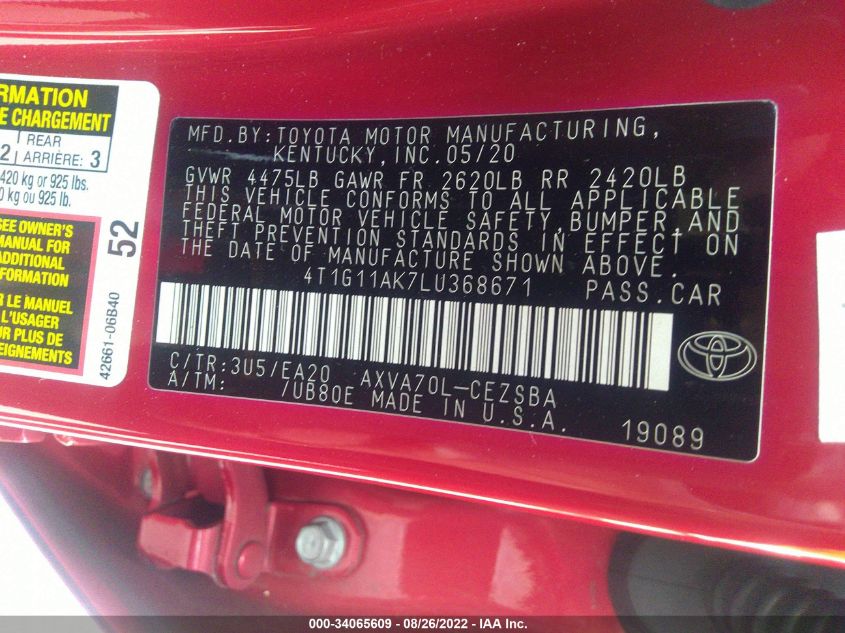 RMATION
E CHARGEMENT
2 REAR
ARRIÈRE: 3
420 kg or 925 lbs.
0 kg ou 925 lb.
SEE OWNER'S
MANUAL FOR
ADDITIONAL
INFORMATION
R LE MANUEL
L'USAGER
UR PLUS DE
EIGNEMENTS
52
42661-06B40
MFD.BY:TOYOTA MOTOR MANUFACTURING,
KENTUCKY,INC.05/20
GVWR 4475LB GAWR FR 2620LB RR 2420LB
THIS VEHICLE CONFORMS TO ALL APPLICABLE
FEDERAL MOTOR VEHICLE SAFETY,BUMPER,AND
THEFT PREVENTION STANDARDS IN EFFECT ON
THE DATE OF MANUFACTURE SHOWN ABOVE.
4T1G11AK7LU368671 PASS.CAR
C/TR:3U5/EA20 AXVA70L-CEZSBA
A/TM: 7UB80E MADE IN U.S.A.
19089
000-34065609 - 08/26/2022 - IAA Inc.